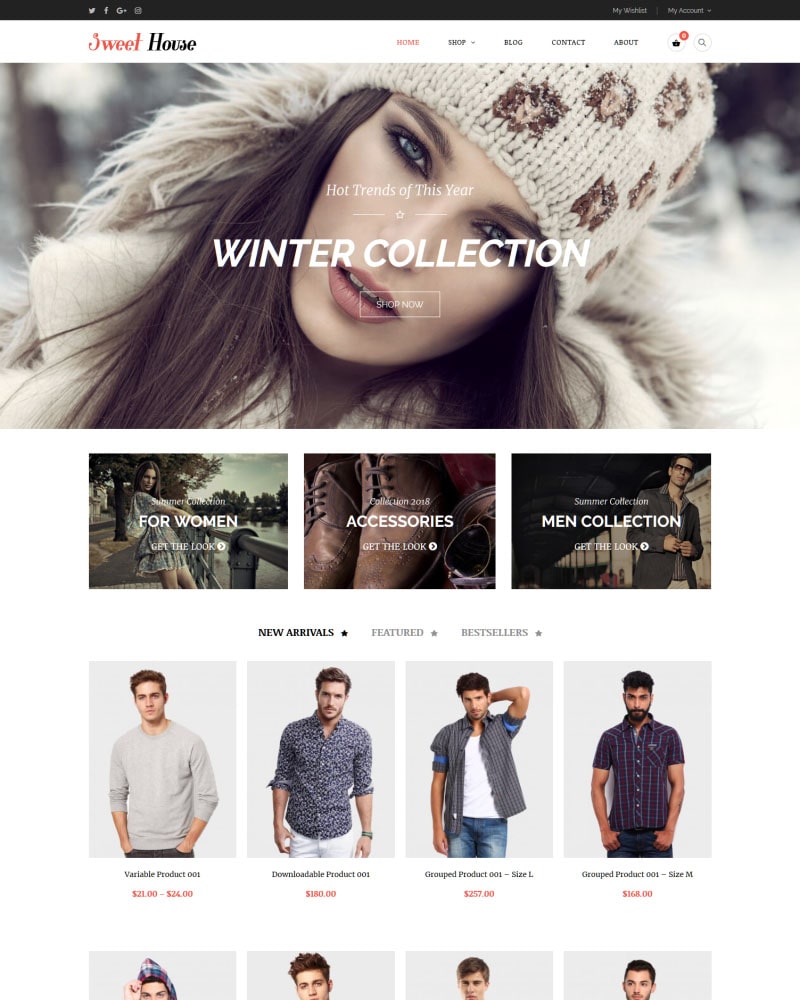 My Wishlist | My Account
Sweet House
HOME SHOP BLOG CONTACT ABOUT
0
Hot Trends of This Year
WINTER COLLECTION
SHOP NOW
Summer Collection
FOR WOMEN
GET THE LOOK
Collection 2018
ACCESSORIES
GET THE LOOK
Summer Collection
MEN COLLECTION
GET THE LOOK
NEW ARRIVALS FEATURED BESTSELLERS
Variable Product 001
$21.00 – $24.00
Downloadable Product 001
$180.00
Grouped Product 001 – Size L
$257.00
Grouped Product 001 – Size M
$168.00